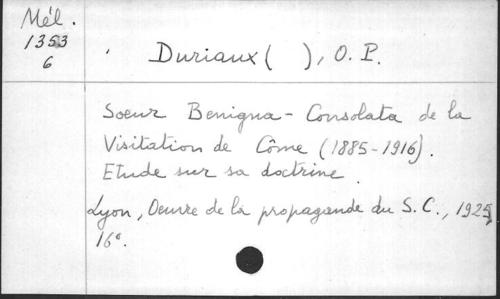 Mél.
1353
6
Duriaux ( ), O. P.
Soeur Benigna - Consolata de la
Visitation de Côme (1885-1916).
Etude sur sa doctrine.
Lyon, Oeuvre de la propagande du S. C., 1925,
16°.